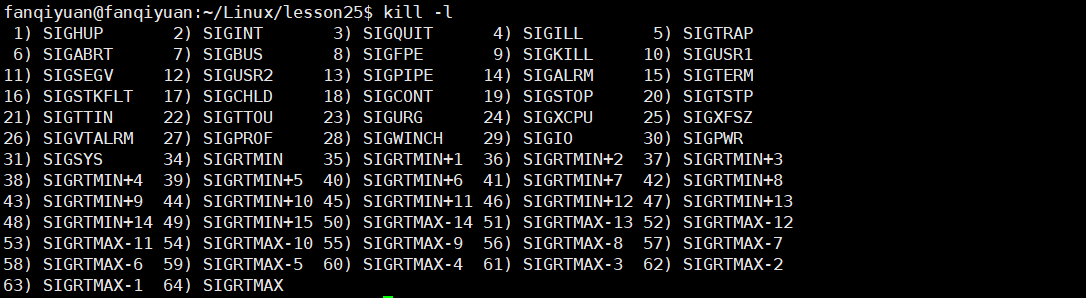 fanqiyuan@fanqiyuan:~/Linux/lesson25$ kill -l
 1) SIGHUP       2) SIGINT       3) SIGQUIT      4) SIGILL       5) SIGTRAP
 6) SIGABRT      7) SIGBUS       8) SIGFPE       9) SIGKILL     10) SIGUSR1
11) SIGSEGV     12) SIGUSR2     13) SIGPIPE     14) SIGALRM     15) SIGTERM
16) SIGSTKFLT   17) SIGCHLD     18) SIGCONT     19) SIGSTOP     20) SIGTSTP
21) SIGTTIN     22) SIGTTOU     23) SIGURG      24) SIGXCPU     25) SIGXFSZ
26) SIGVTALRM   27) SIGPROF     28) SIGWINCH    29) SIGIO       30) SIGPWR
31) SIGSYS      34) SIGRTMIN    35) SIGRTMIN+1  36) SIGRTMIN+2  37) SIGRTMIN+3
38) SIGRTMIN+4  39) SIGRTMIN+5  40) SIGRTMIN+6  41) SIGRTMIN+7  42) SIGRTMIN+8
43) SIGRTMIN+9  44) SIGRTMIN+10 45) SIGRTMIN+11 46) SIGRTMIN+12 47) SIGRTMIN+13
48) SIGRTMIN+14 49) SIGRTMIN+15 50) SIGRTMAX-14 51) SIGRTMAX-13 52) SIGRTMAX-12
53) SIGRTMAX-11 54) SIGRTMAX-10 55) SIGRTMAX-9  56) SIGRTMAX-8  57) SIGRTMAX-7
58) SIGRTMAX-6  59) SIGRTMAX-5  60) SIGRTMAX-4  61) SIGRTMAX-3  62) SIGRTMAX-2
63) SIGRTMAX-1  64) SIGRTMAX